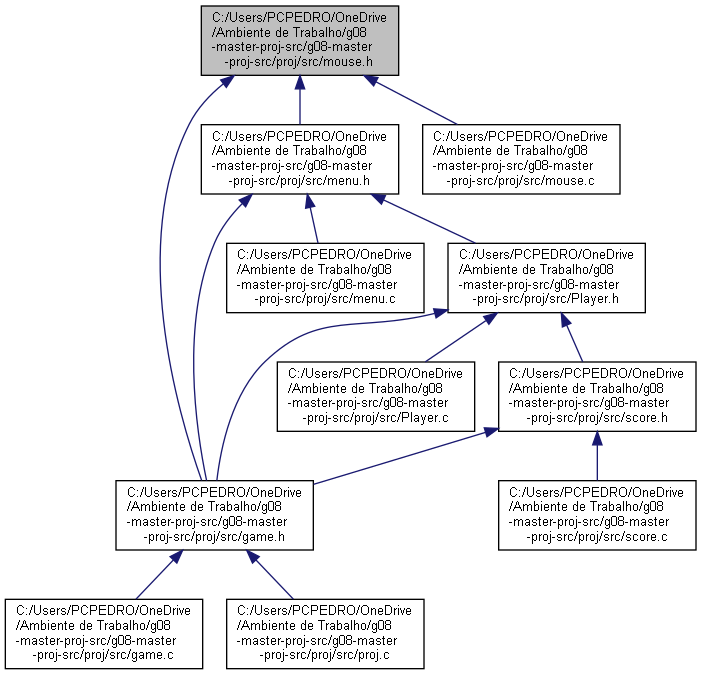 C:/Users/PCPEDRO/OneDrive
/Ambiente de Trabalho/g08
-master-proj-src/g08-master
-proj-src/proj/src/mouse.h
C:/Users/PCPEDRO/OneDrive
/Ambiente de Trabalho/g08
-master-proj-src/g08-master
-proj-src/proj/src/menu.h
C:/Users/PCPEDRO/OneDrive
/Ambiente de Trabalho/g08
-master-proj-src/g08-master
-proj-src/proj/src/mouse.c
C:/Users/PCPEDRO/OneDrive
/Ambiente de Trabalho/g08
-master-proj-src/g08-master
-proj-src/proj/src/menu.c
C:/Users/PCPEDRO/OneDrive
/Ambiente de Trabalho/g08
-master-proj-src/g08-master
-proj-src/proj/src/Player.h
C:/Users/PCPEDRO/OneDrive
/Ambiente de Trabalho/g08
-master-proj-src/g08-master
-proj-src/proj/src/Player.c
C:/Users/PCPEDRO/OneDrive
/Ambiente de Trabalho/g08
-master-proj-src/g08-master
-proj-src/proj/src/score.h
C:/Users/PCPEDRO/OneDrive
/Ambiente de Trabalho/g08
-master-proj-src/g08-master
-proj-src/proj/src/game.h
C:/Users/PCPEDRO/OneDrive
/Ambiente de Trabalho/g08
-master-proj-src/g08-master
-proj-src/proj/src/score.c
C:/Users/PCPEDRO/OneDrive
/Ambiente de Trabalho/g08
-master-proj-src/g08-master
-proj-src/proj/src/game.c
C:/Users/PCPEDRO/OneDrive
/Ambiente de Trabalho/g08
-master-proj-src/g08-master
-proj-src/proj/src/proj.c